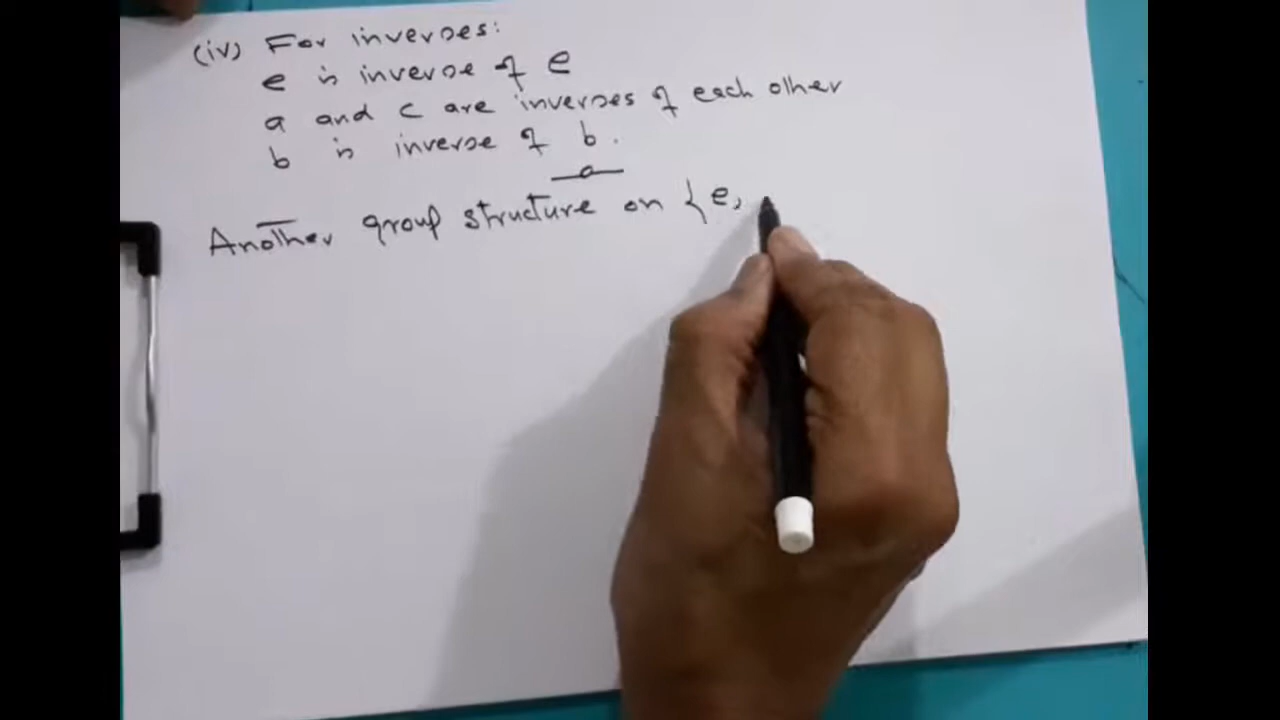 (iv) For inverses:
e is inverse of e
a and c are inverses of each other
b is inverse of b.
Another group structure on {e,